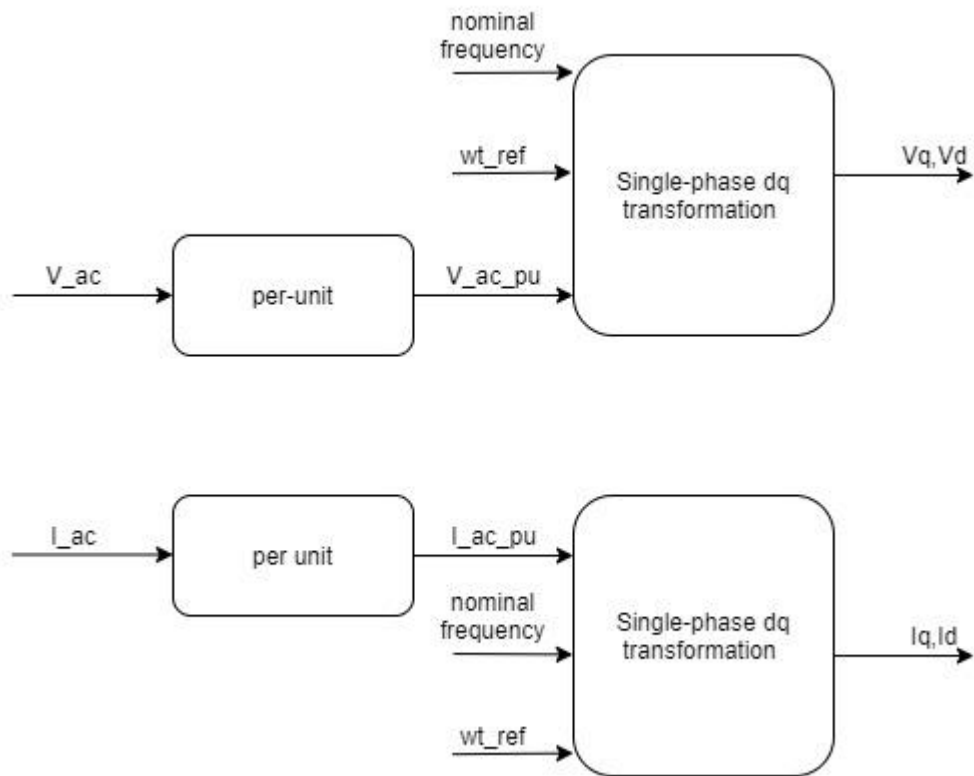 nominal
frequency
wt_ref
Vq,Vd
Single-phase dq
transformation
V_ac
per-unit
V_ac_pu
I_ac
per unit
I_ac_pu
nominal
frequency
Single-phase dq
transformation
Iq,Id
wt_ref